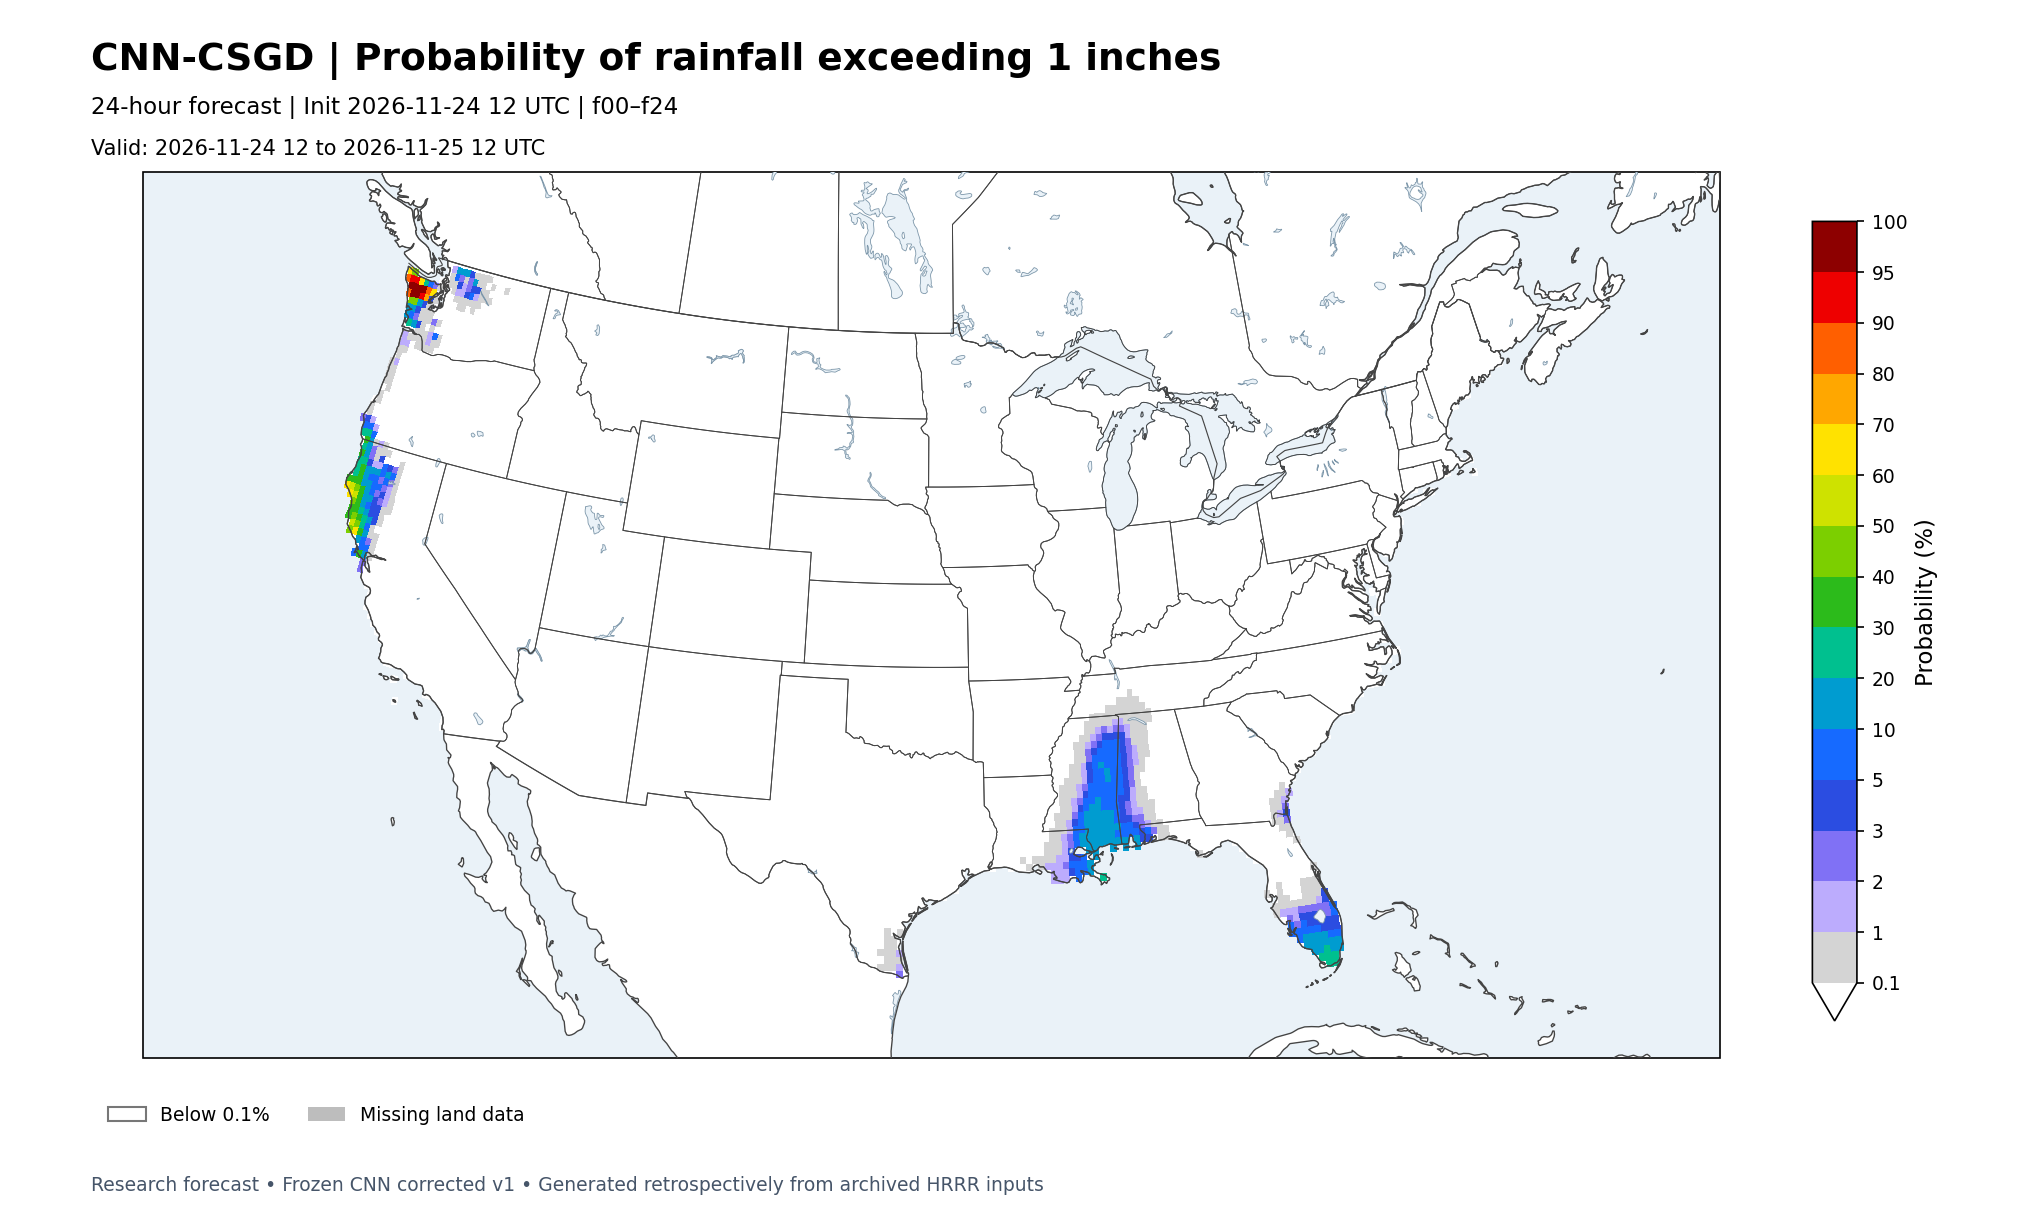 CNN-CSGD | Probability of rainfall exceeding 1 inches
24-hour forecast | Init 2026-11-24 12 UTC | f00–f24
Valid: 2026-11-24 12 to 2026-11-25 12 UTC
100
95
90
80
70
60
50
40
30
20
10
5
3
2
1
0.1
Probability (%)
Below 0.1%
Missing land data
Research forecast • Frozen CNN corrected v1 • Generated retrospectively from archived HRRR inputs